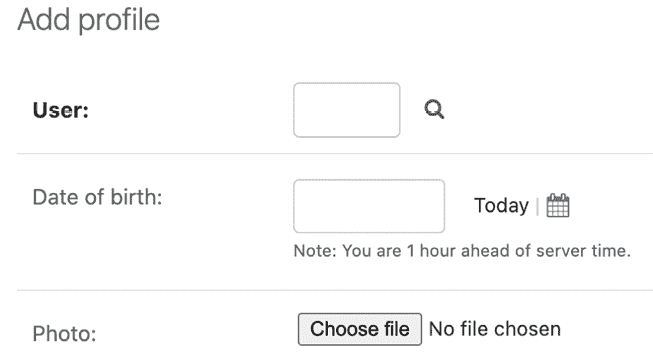 Add profile
User:
Date of birth:
Today |
Note: You are 1 hour ahead of server time.
Photo:
Choose file No file chosen